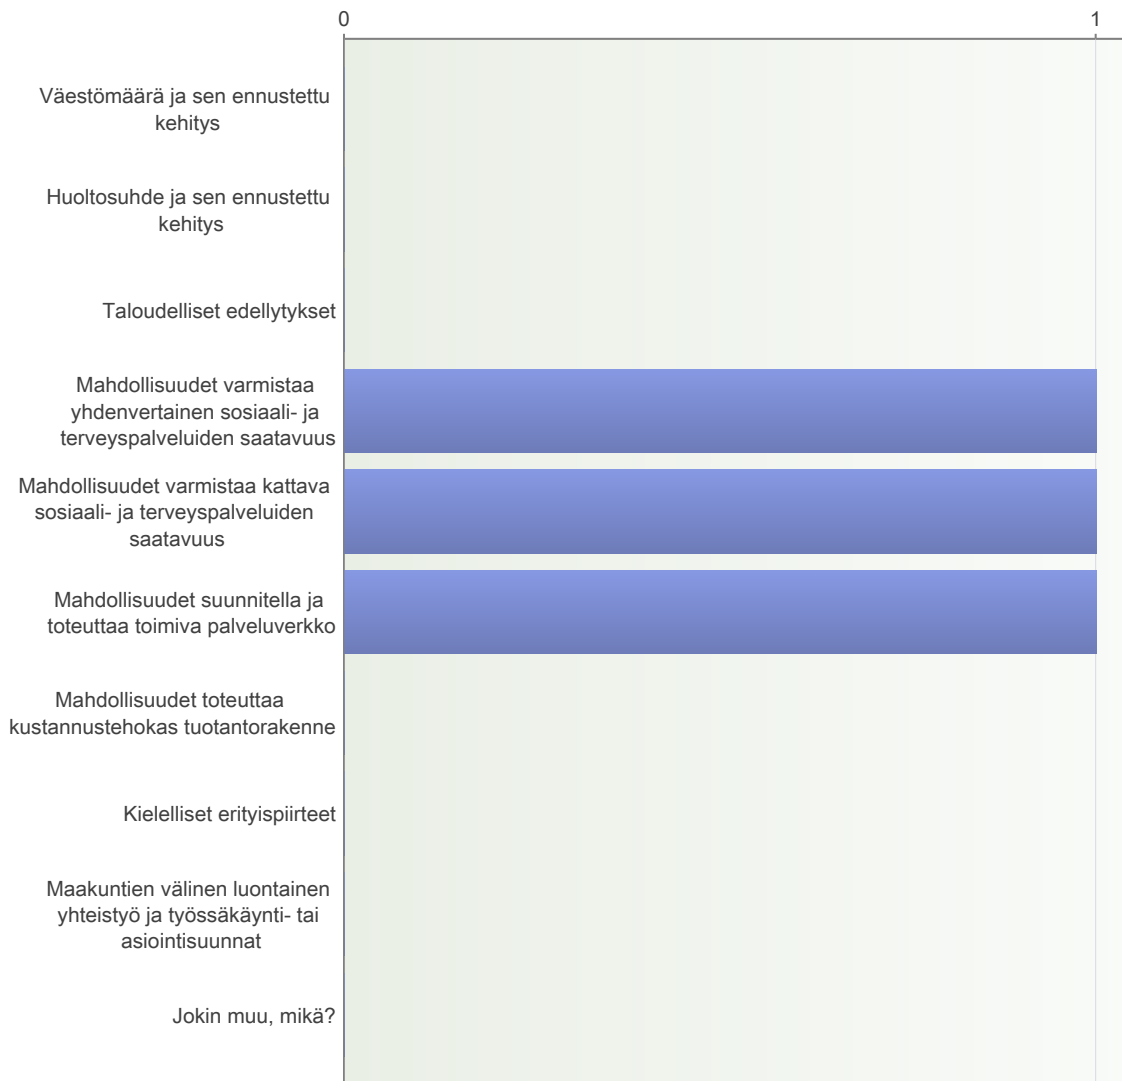 0 1
Väestömäärä ja sen ennustettu
kehitys
Huoltosuhde ja sen ennustettu
kehitys
Taloudelliset edellytykset
Mahdollisuudet varmistaa
yhdenvertainen sosiaali- ja
terveyspalveluiden saatavuus
Mahdollisuudet varmistaa kattava
sosiaali- ja terveyspalveluiden
saatavuus
Mahdollisuudet suunnitella ja
toteuttaa toimiva palveluverkko
Mahdollisuudet toteuttaa
kustannustehokas tuotantorakenne
Kielelliset erityispiirteet
Maakuntien välinen luontainen
yhteistyö ja työssäkäynti- tai
asiointisuunnat
Jokin muu, mikä?